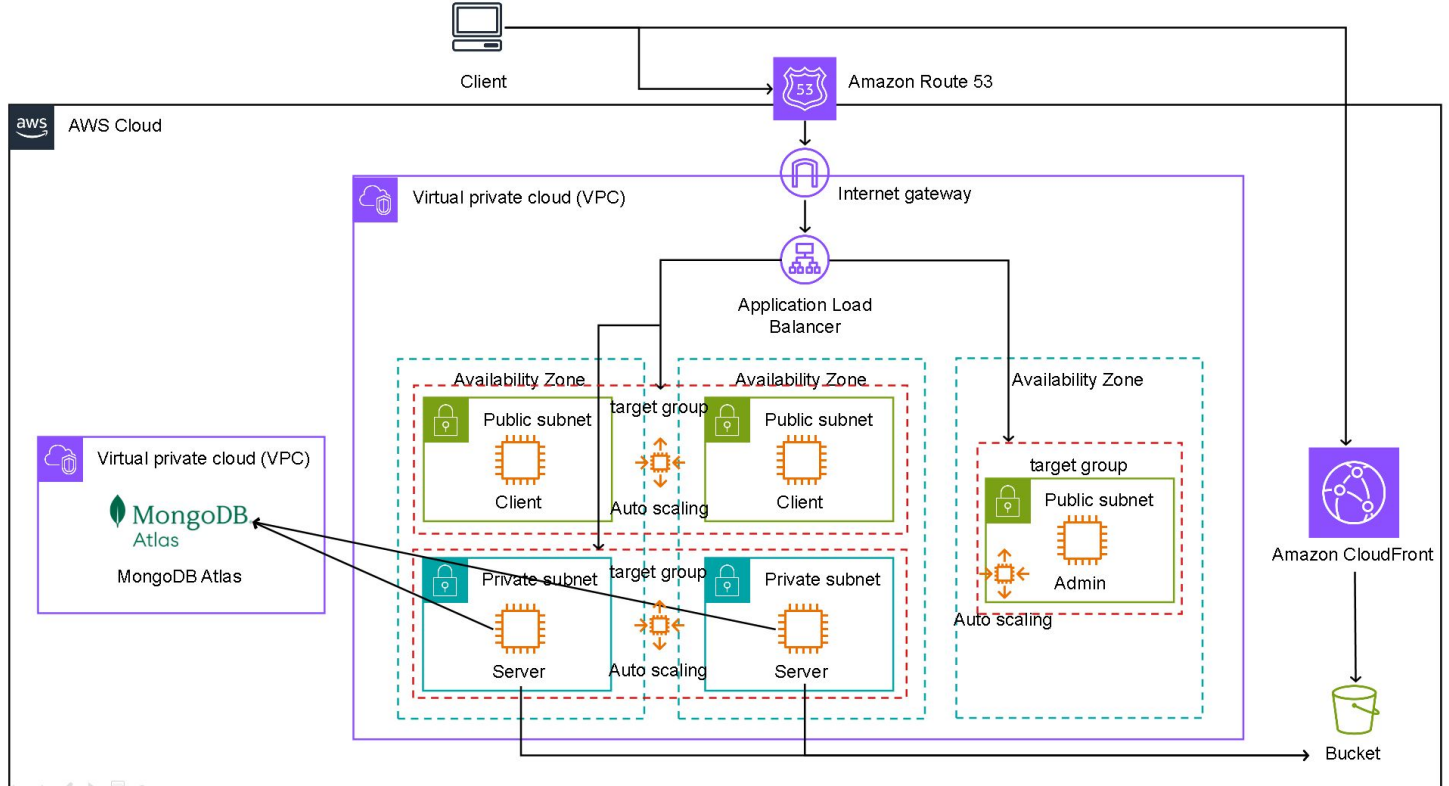 Client
53
Amazon Route 53
aws
AWS Cloud
Internet gateway
Virtual private cloud (VPC)
Application Load
Balancer
Availability Zone
Availability Zone
Availability Zone
target group
Public subnet
Public subnet
Client
Client
Auto scaling
target group
Public subnet
Admin
Auto scaling
Virtual private cloud (VPC)
MongoDB
Atlas
MongoDB Atlas
target group
Private subnet
Private subnet
Server
Server
Auto scaling
Amazon CloudFront
Bucket